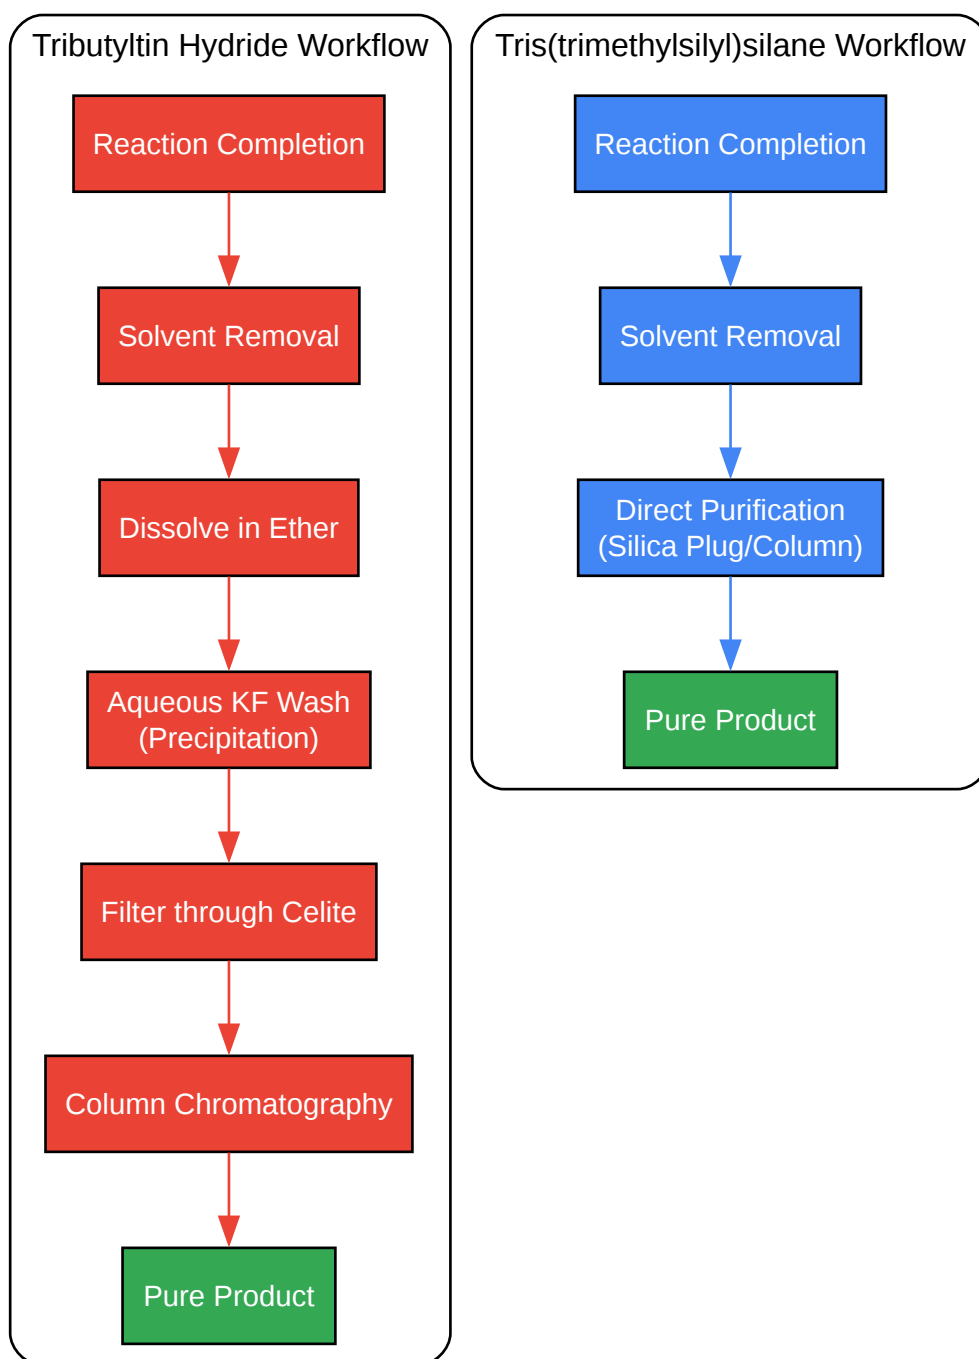 Tributyltin Hydride Workflow
Reaction Completion
Solvent Removal
Dissolve in Ether
Aqueous KF Wash
(Precipitation)
Filter through Celite
Column Chromatography
Pure Product
Tris(trimethylsilyl)silane Workflow
Reaction Completion
Solvent Removal
Direct Purification
(Silica Plug/Column)
Pure Product